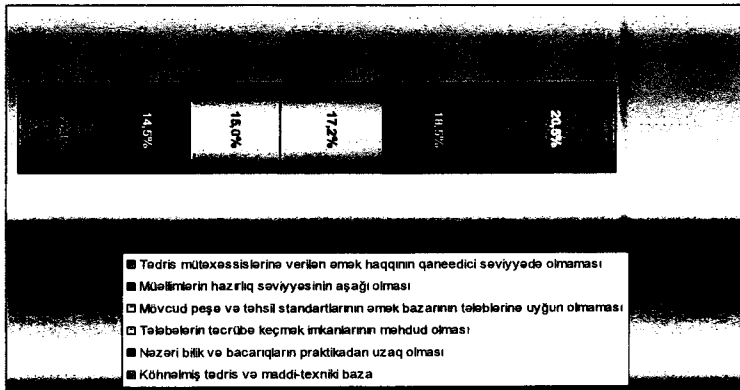 14,5%
15,0%
17,2%
18,5%
20,5%
Tədris mütəxəssislərinə verilən əmək haqqının qaneedici səviyyədə olmaması
Müəllimlərin hazırlıq səviyyəsinin aşağı olması
Mövcud peşə və təhsil standartlarının əmək bazarının tələblərinə uyğun olmaması
Tələbələrin təcrübə keçmək imkanlarının məhdud olması
Nəzəri bilik və bacarıqların praktikadan uzaq olması
Köhnəlmiş tədris və maddi-texniki baza